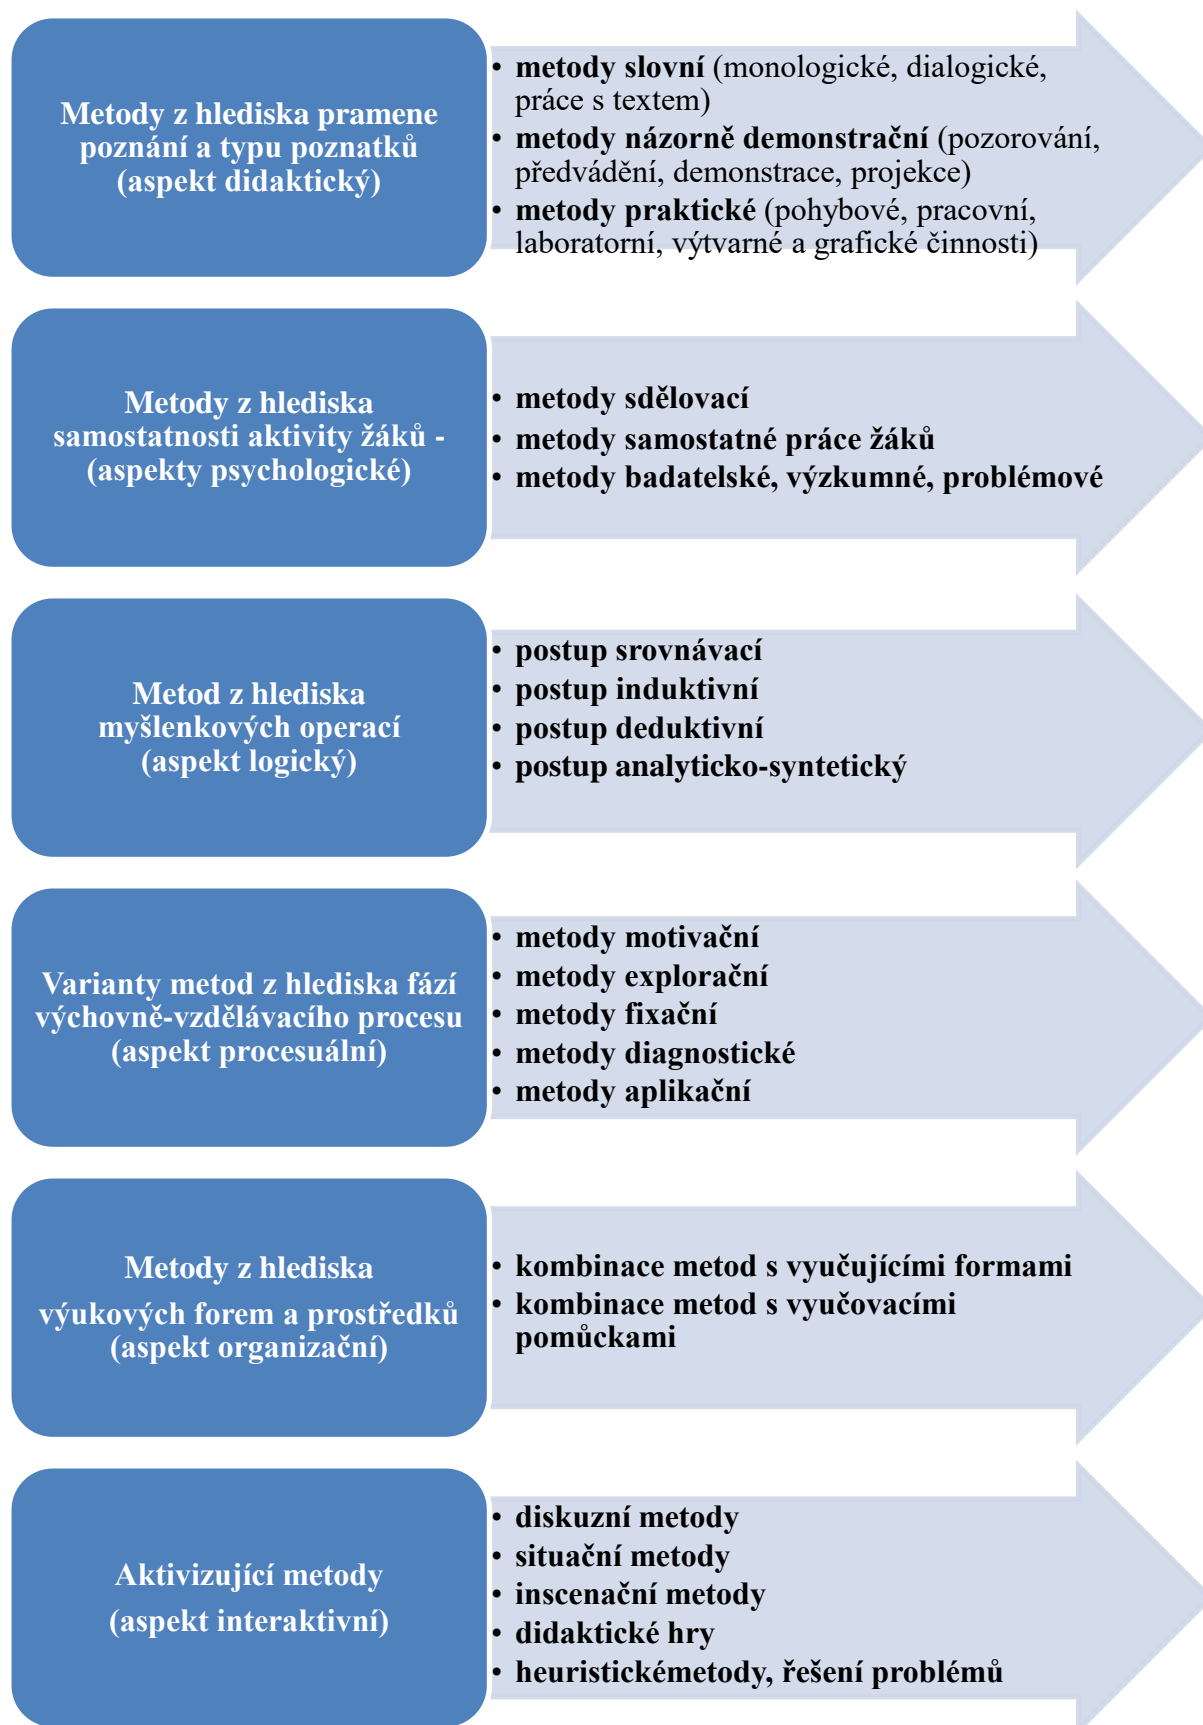 Metody z hlediska pramene
poznání a typu poznatků
(aspekt didaktický)
• metody slovní (monologické, dialogické,
práce s textem)
• metody názorně demonstrační (pozorování,
předvádění, demonstrace, projekce)
• metody praktické (pohybové, pracovní,
laboratorní, výtvarné a grafické činnosti)
Metody z hlediska
samostatnosti aktivity žáků -
(aspekty psychologické)
• metody sdělovací
• metody samostatné práce žáků
• metody badatelské, výzkumné, problémové
Metod z hlediska
myšlenkových operací
(aspekt logický)
• postup srovnávací
• postup induktivní
• postup deduktivní
• postup analyticko-syntetický
Varianty metod z hlediska fází
výchovně-vzdělávacího procesu
(aspekt procesuální)
• metody motivační
• metody explorační
• metody fixační
• metody diagnostické
• metody aplikační
Metody z hlediska
výukových forem a prostředků
(aspekt organizační)
• kombinace metod s vyučujícími formami
• kombinace metod s vyučovacími
pomůckami
Aktivizující metody
(aspekt interaktivní)
• diskuzní metody
• situační metody
• inscenační metody
• didaktické hry
• heuristickémetody, řešení problémů